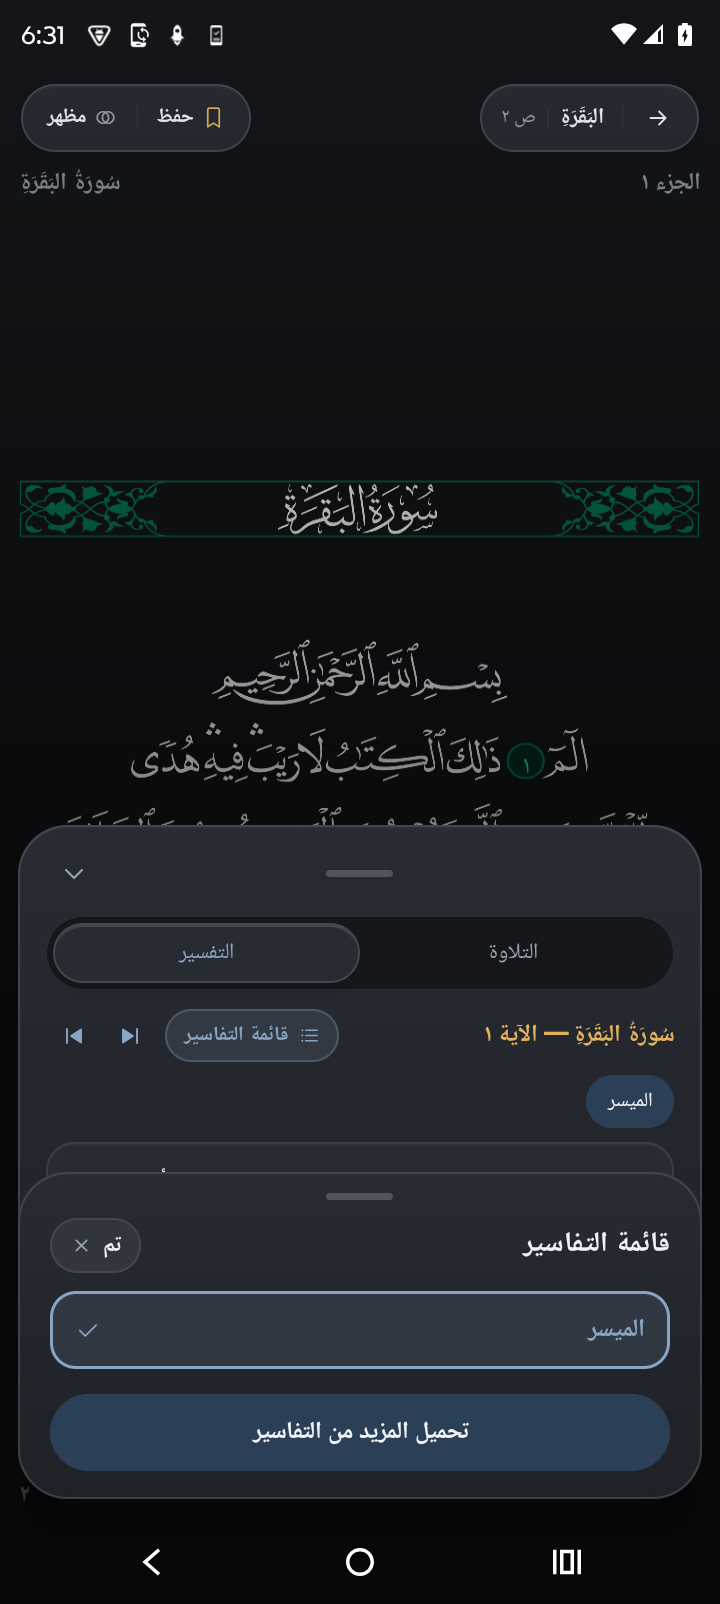 6:31
→ البَقَرَةِ ص ٢
حفظ مظهر
الجزء ١
سُورَةُ البَقَرَةِ
سُورَةُ البَقَرَةِ
بِسْمِ ٱللَّهِ ٱلرَّحْمَٰنِ ٱلرَّحِيمِ
الٓمٓ ١ ذَٰلِكَ ٱلْكِتَٰبُ لَا رَيْبَ ۛ فِيهِ ۛ هُدًى
التلاوة
التفسير
سُورَةُ البَقَرَةِ — الآية ١
قائمة التفاسير
الميسر
قائمة التفاسير
تم
الميسر
تحميل المزيد من التفاسير
٢